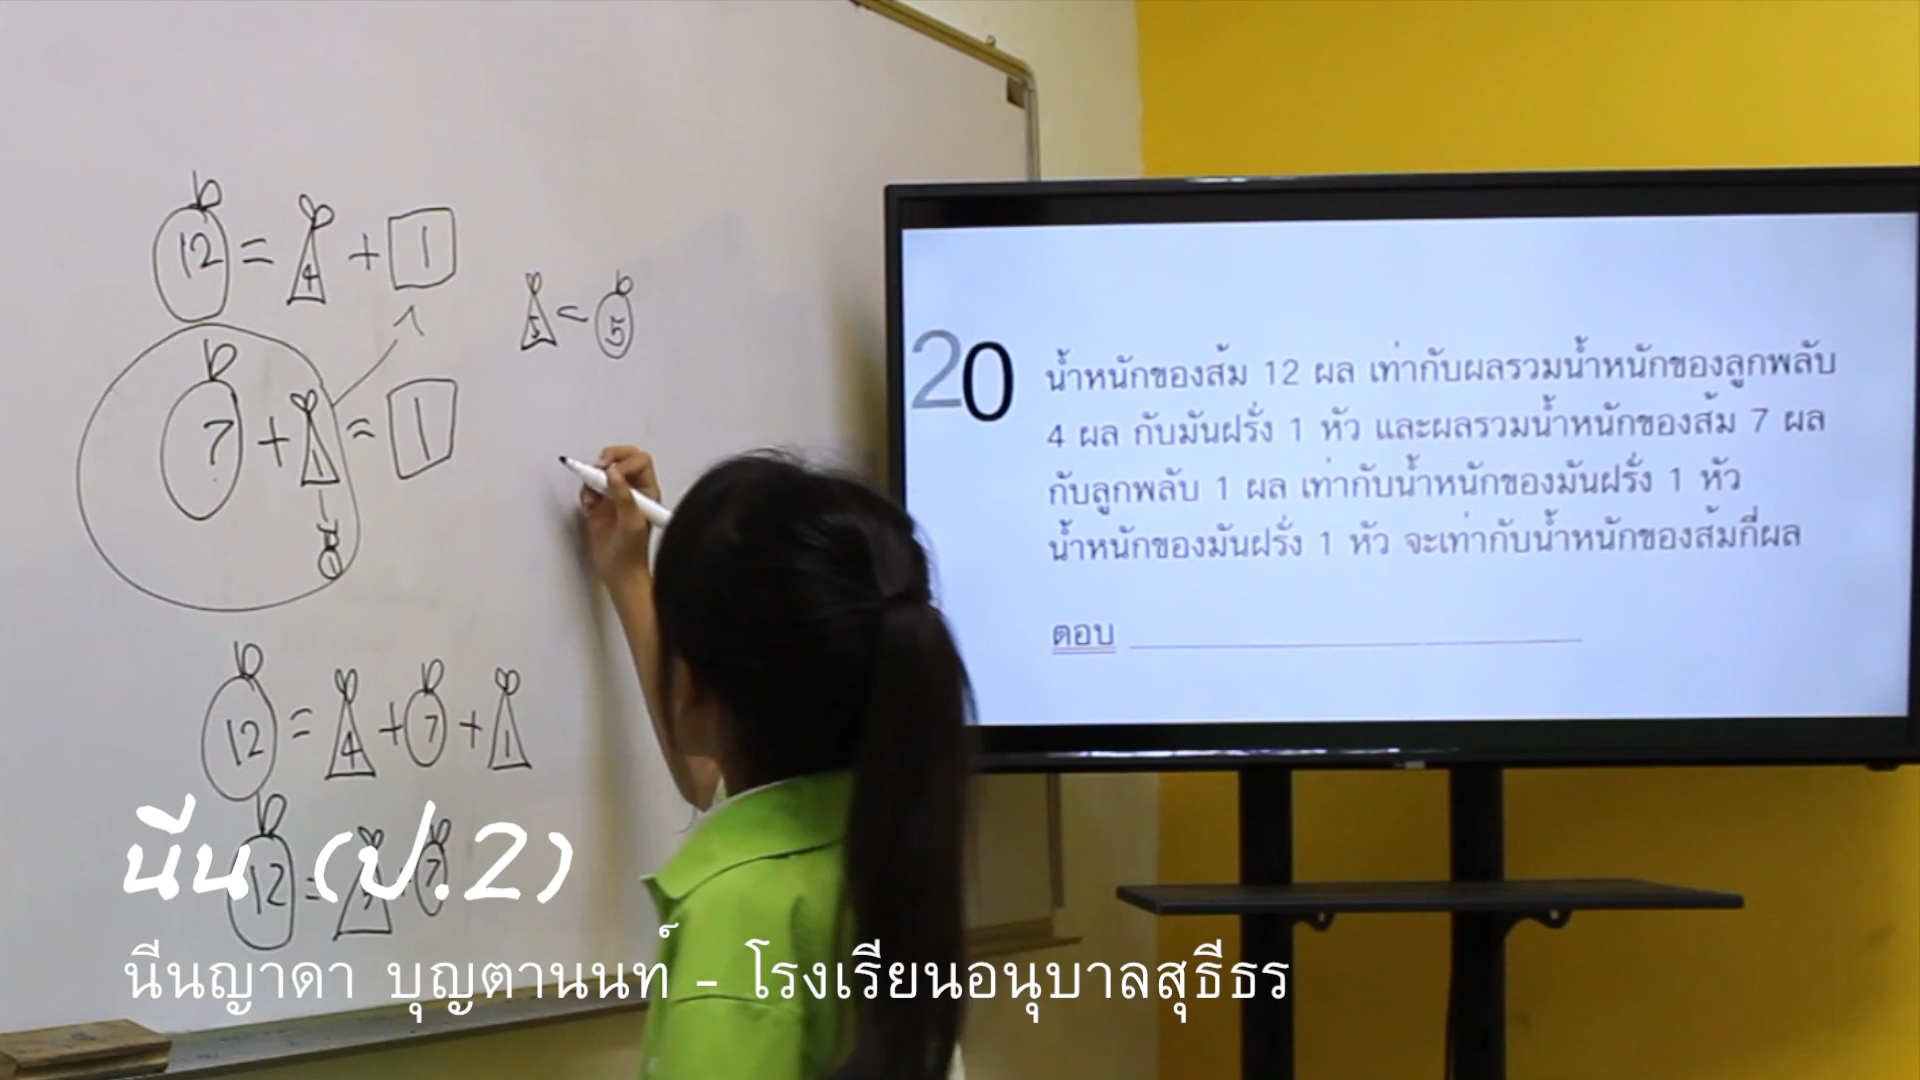 12 = 4 + 1
7 + 1 = 1
5 = 5
12 = 4 + 7 + 1
12 = 5 + 7
20
น้ำหนักของส้ม 12 ผล เท่ากับผลรวมน้ำหนักของลูกพลับ
4 ผล กับมันฝรั่ง 1 หัว และผลรวมน้ำหนักของส้ม 7 ผล
กับลูกพลับ 1 ผล เท่ากับน้ำหนักของมันฝรั่ง 1 หัว
น้ำหนักของมันฝรั่ง 1 หัว จะเท่ากับน้ำหนักของส้มกี่ผล
ตอบ
นีน (ป.2)
นีนญาดา บุญตานนท์ - โรงเรียนอนุบาลสุธีธร